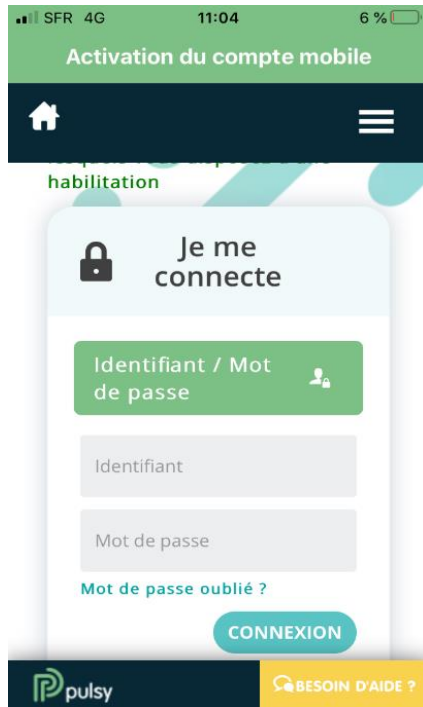 SFR 4G 11:04 6 %
Activation du compte mobile
habilitation
Je me
connecte
Identifiant / Mot
de passe
Identifiant
Mot de passe
Mot de passe oublié ?
CONNEXION
pulsy
BESOIN D'AIDE ?